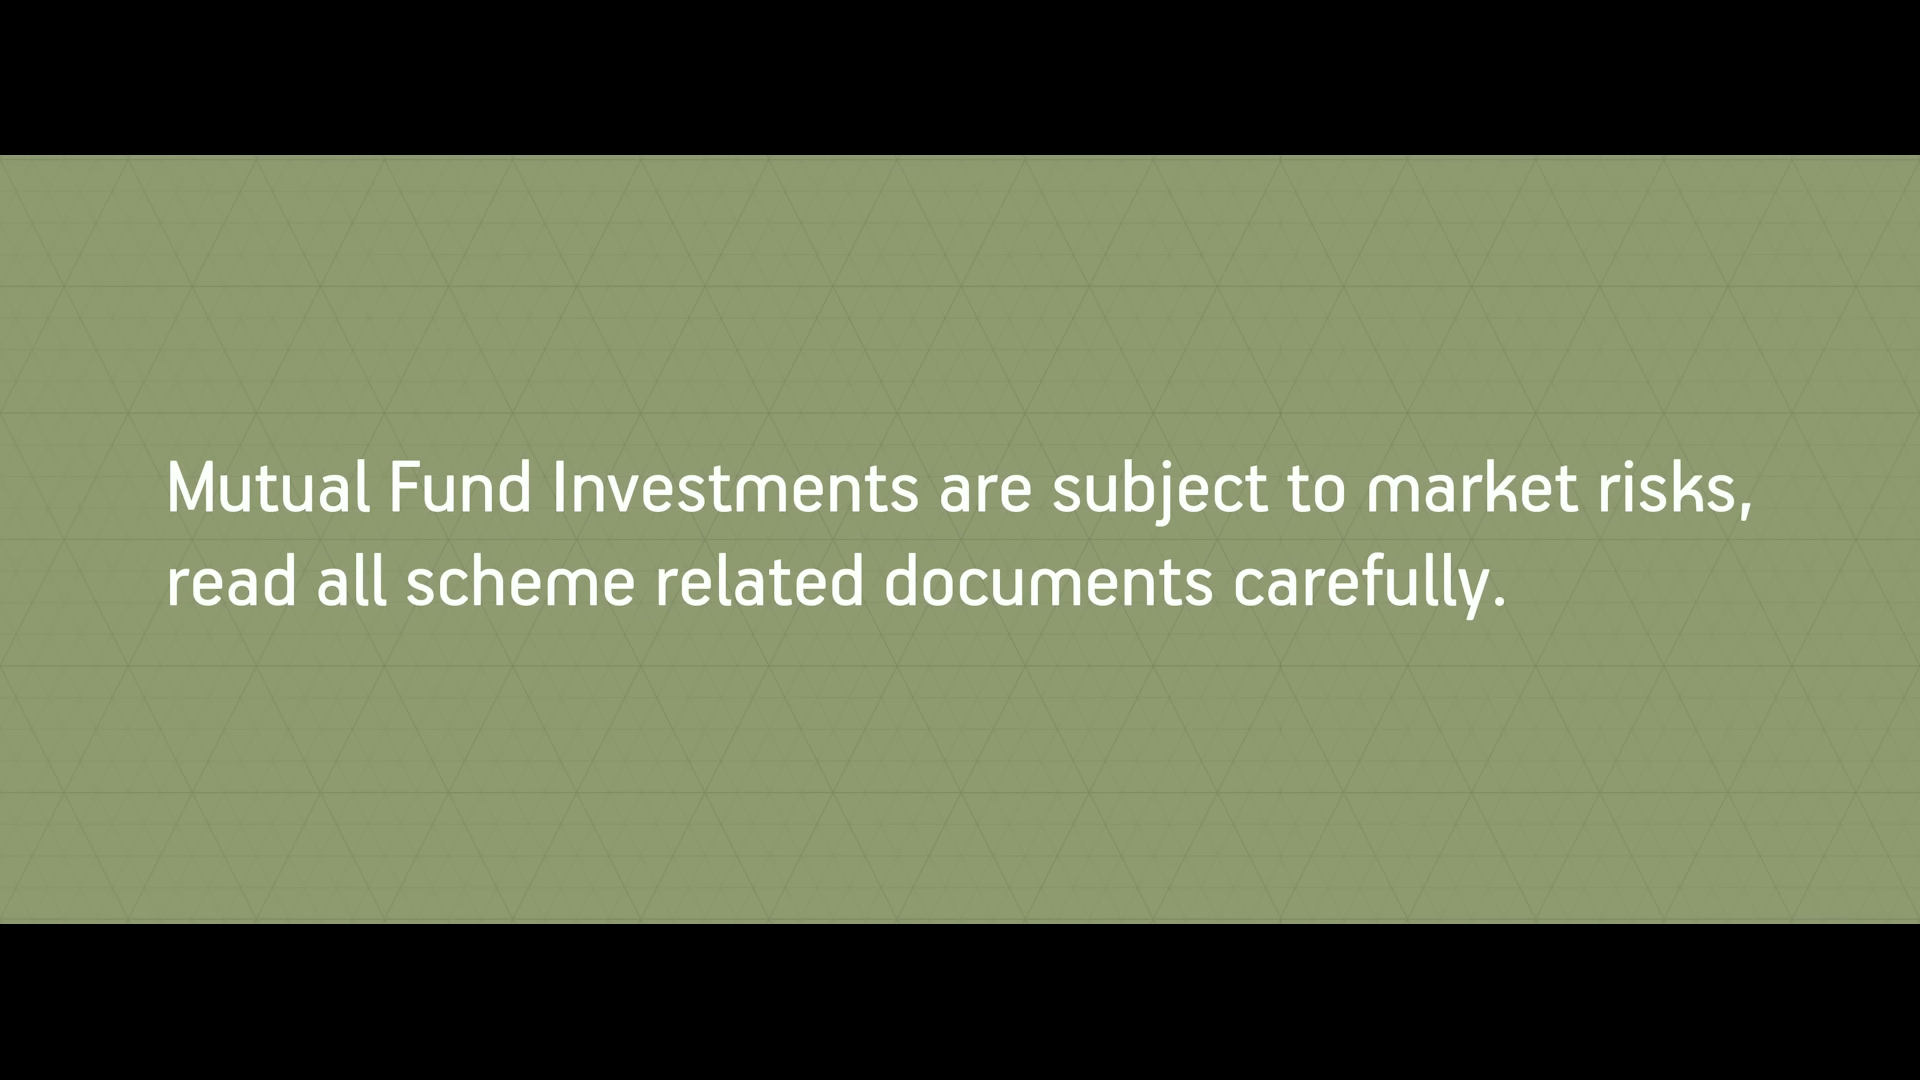 Mutual Fund Investments are subject to market risks,
read all scheme related documents carefully.